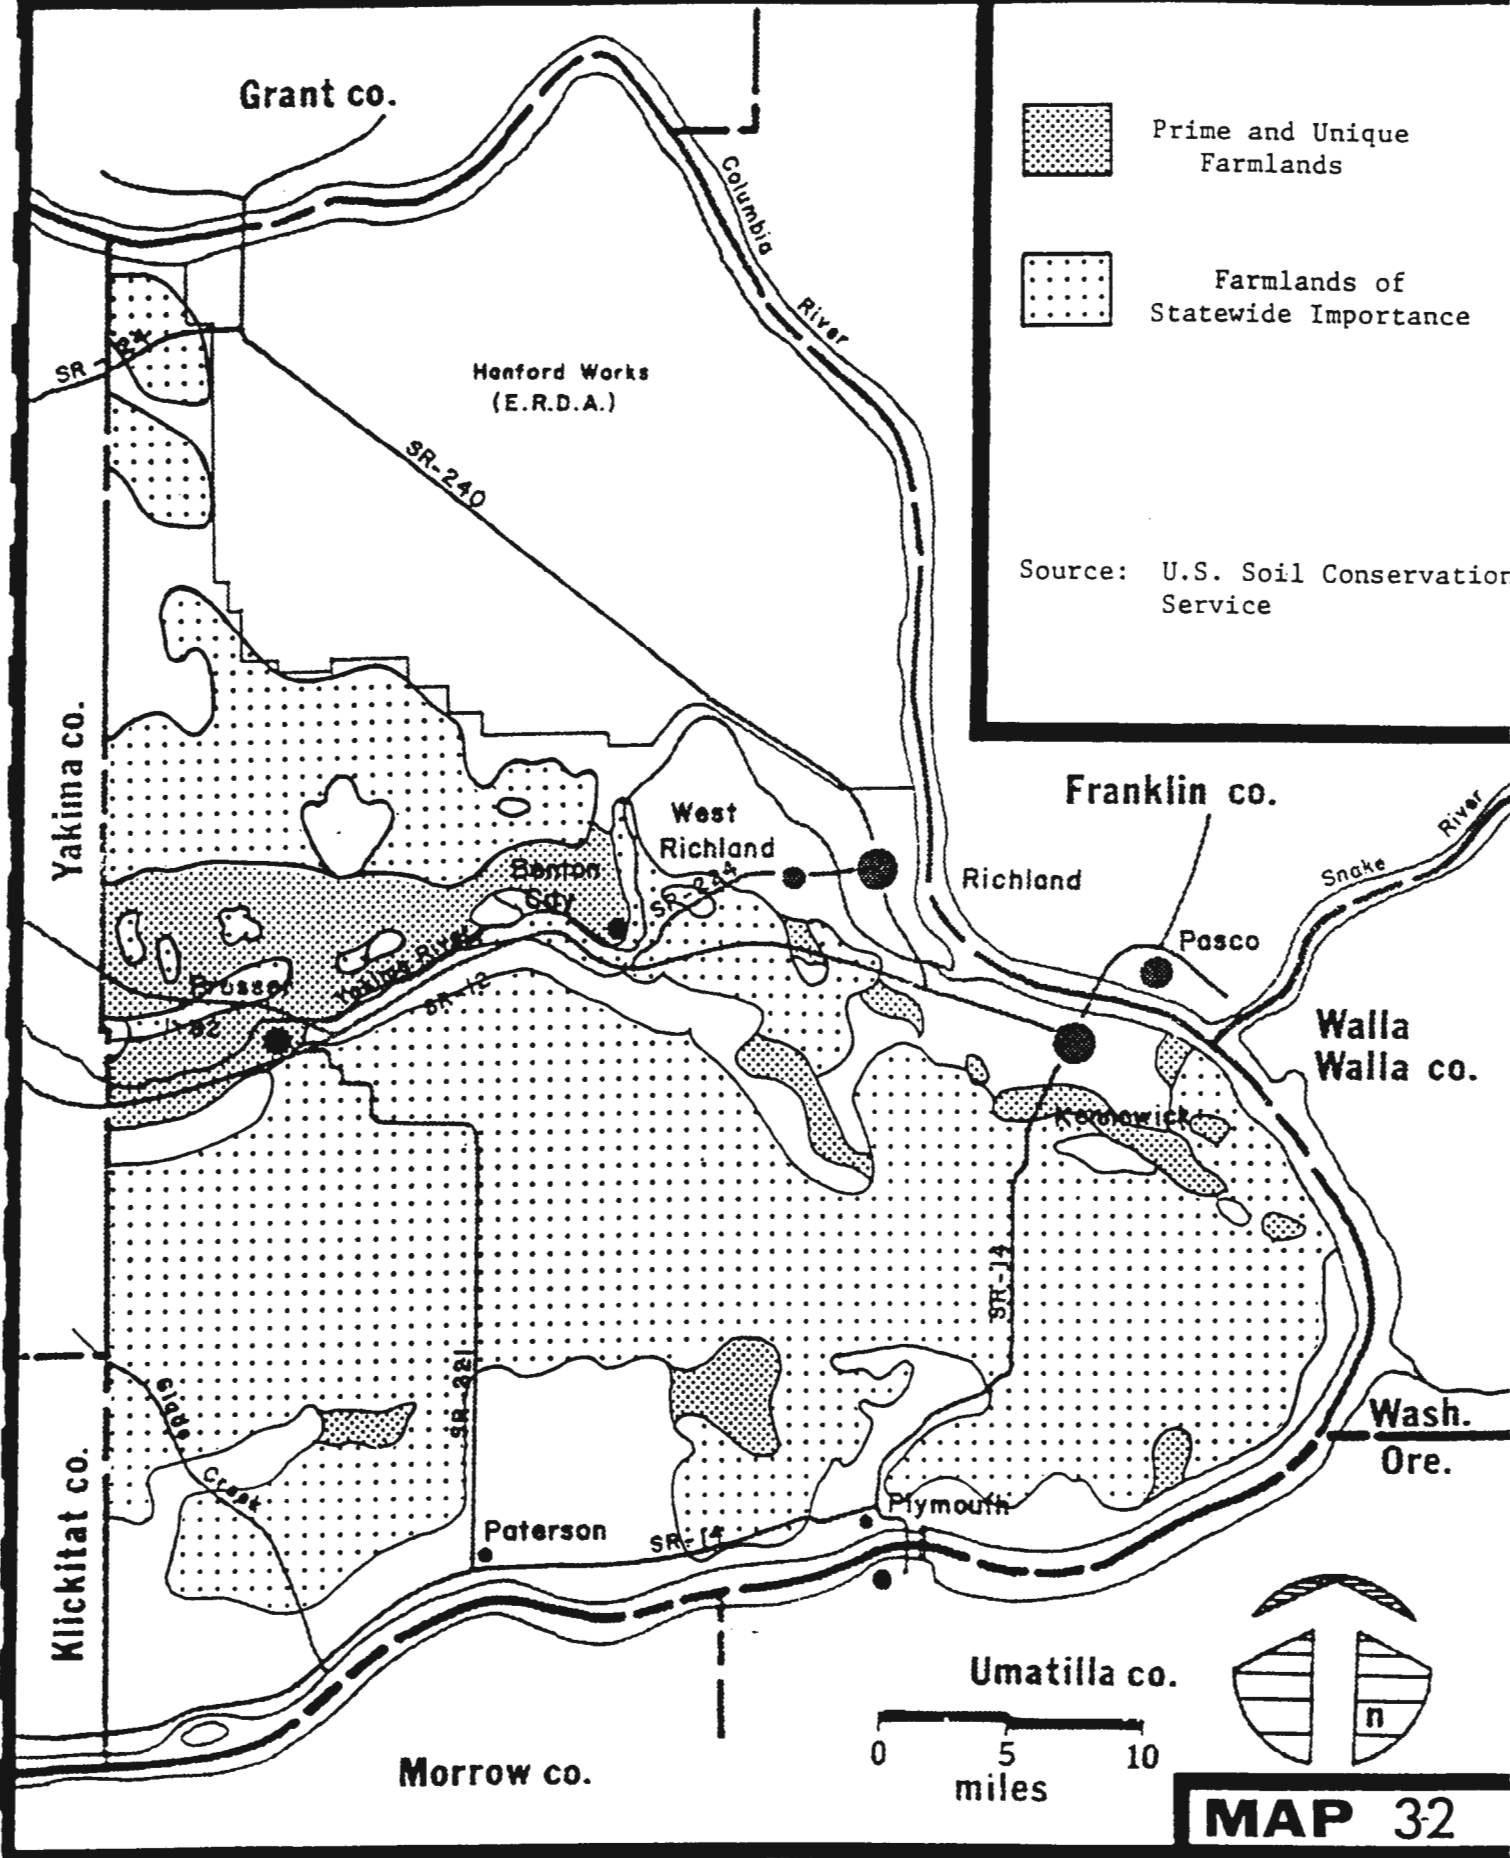 Grant co.
Prime and Unique
Farmlands
Columbia
River
Farmlands of
Statewide Importance
SR-24
Hanford Works
(E.R.D.A.)
SR-240
Source: U.S. Soil Conservation
Service
Yakima co.
Franklin co.
West
Richland
River
Snake
Benton
City
SR-224
Richland
Pasco
Yakima River
Prosser
SR-12
I-82
Walla
Walla co.
Kennewick
SR-14
SR-221
Glade
Creek
Wash.
Ore.
Klickitat co.
Plymouth
Paterson
SR-14
Umatilla co.
n
0 5 10
miles
Morrow co.
MAP 3-2